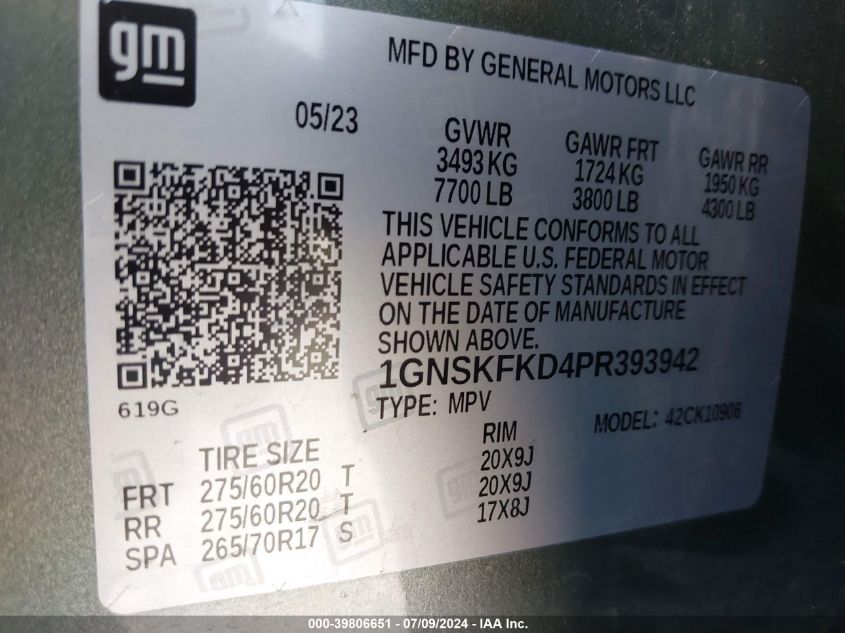 gm
MFD BY GENERAL MOTORS LLC
05/23
GVWR GAWR FRT GAWR RR
3493 KG 1724 KG 1950 KG
7700 LB 3800 LB 4300 LB
THIS VEHICLE CONFORMS TO ALL
APPLICABLE U.S. FEDERAL MOTOR
VEHICLE SAFETY STANDARDS IN EFFECT
ON THE DATE OF MANUFACTURE
SHOWN ABOVE.
1GNSKFKD4PR393942
619G
TYPE: MPV MODEL: 42CK10906
TIRE SIZE RIM
FRT 275/60R20 T 20X9J
RR 275/60R20 T 20X9J
SPA 265/70R17 S 17X8J
000-39806651 - 07/09/2024 - IAA Inc.